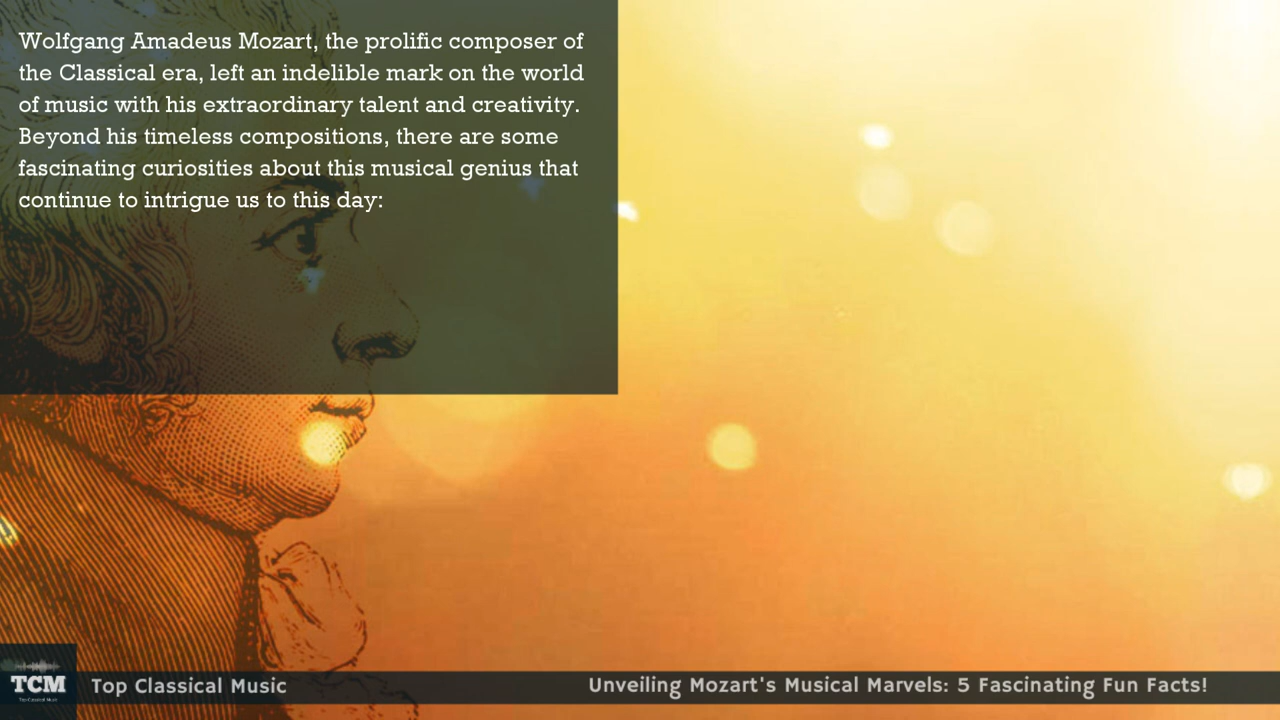 Wolfgang Amadeus Mozart, the prolific composer of
the Classical era, left an indelible mark on the world
of music with his extraordinary talent and creativity.
Beyond his timeless compositions, there are some
fascinating curiosities about this musical genius that
continue to intrigue us to this day:
TCM
Top Classical Music
Top Classical Music
Unveiling Mozart's Musical Marvels: 5 Fascinating Fun Facts!